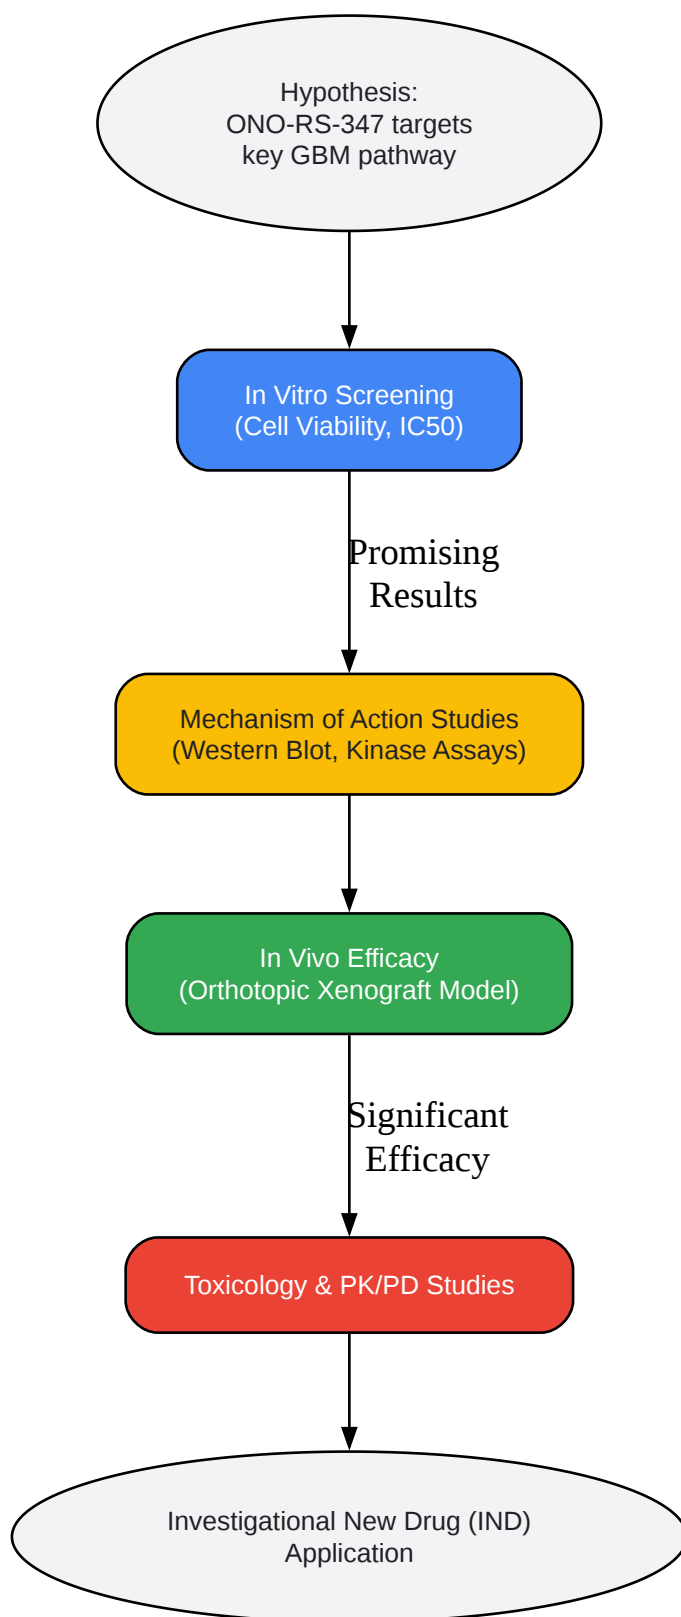 Hypothesis:
ONO-RS-347 targets
key GBM pathway
In Vitro Screening
(Cell Viability, IC50)
Promising
Results
Mechanism of Action Studies
(Western Blot, Kinase Assays)
In Vivo Efficacy
(Orthotopic Xenograft Model)
Significant
Efficacy
Toxicology & PK/PD Studies
Investigational New Drug (IND)
Application